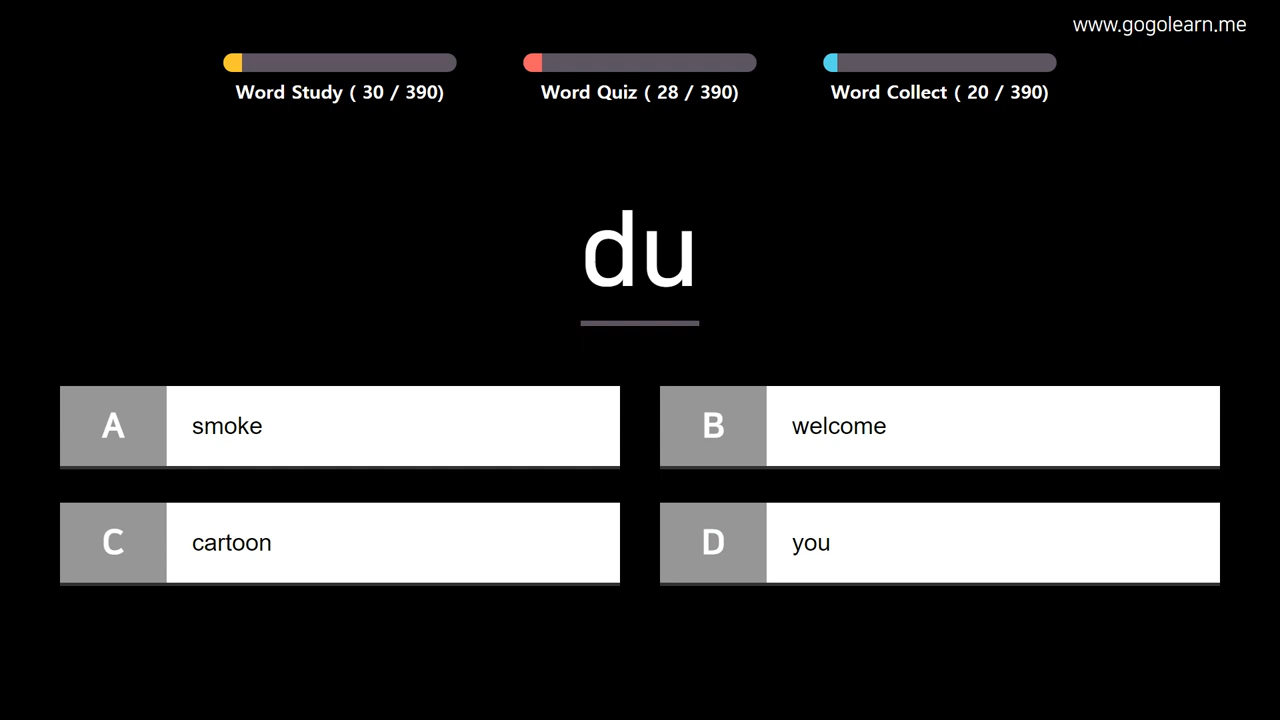 www.gogolearn.me
Word Study ( 30 / 390)
Word Quiz ( 28 / 390)
Word Collect ( 20 / 390)
du
A smoke
B welcome
C cartoon
D you